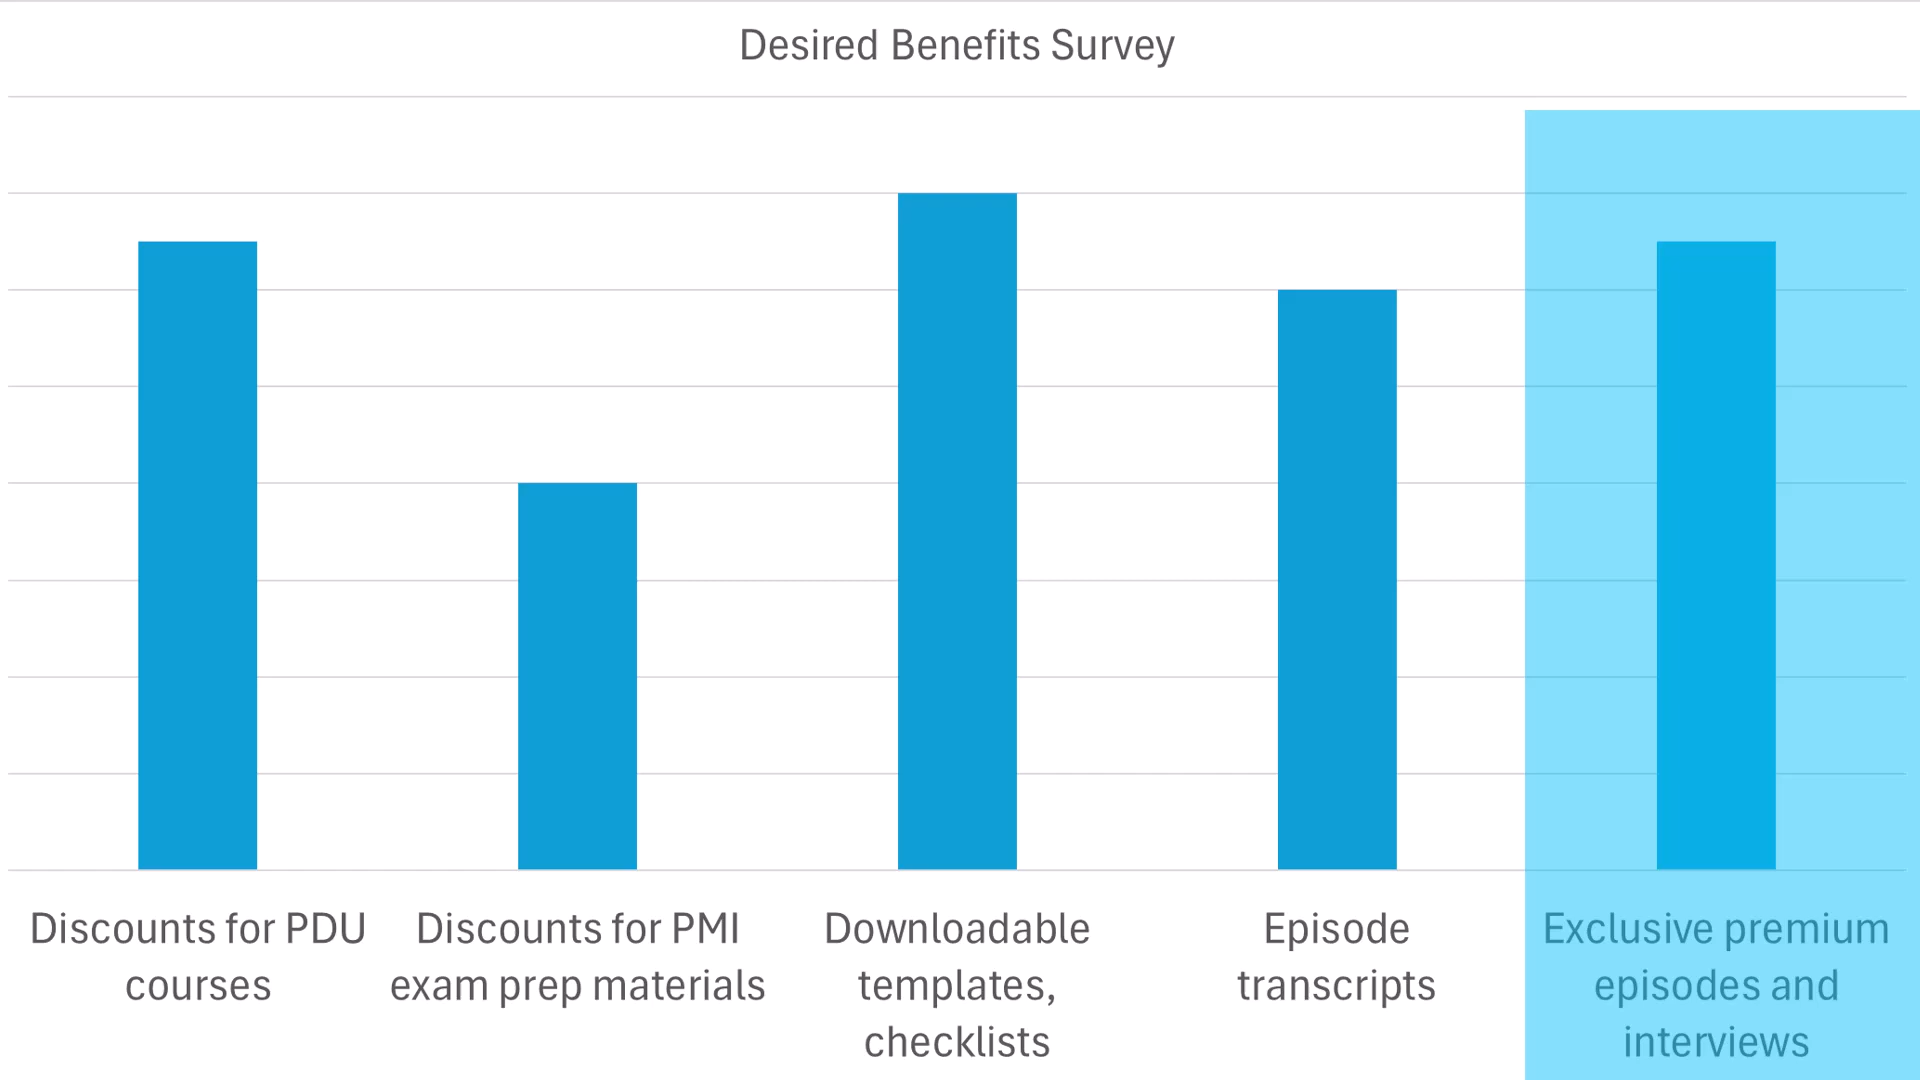 Desired Benefits Survey
Discounts for PDU
courses
Discounts for PMI
exam prep materials
Downloadable
templates,
checklists
Episode
transcripts
Exclusive premium
episodes and
interviews